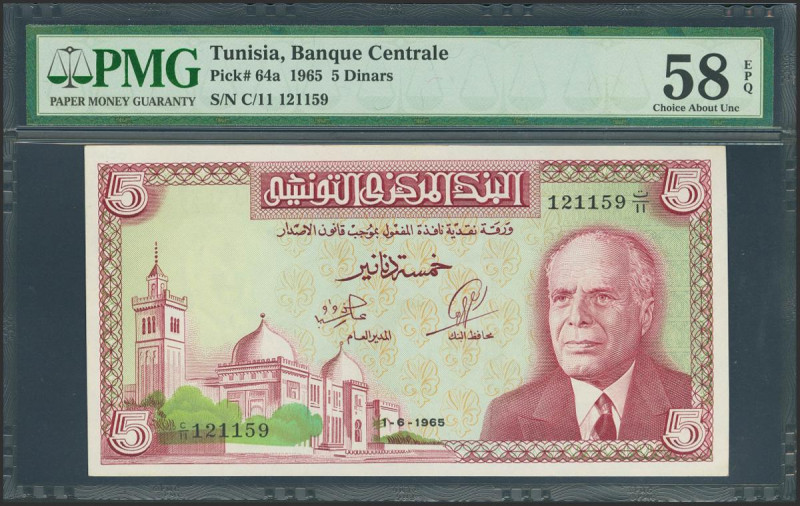 PMG
PAPER MONEY GUARANTY
Tunisia, Banque Centrale
Pick# 64a 1965 5 Dinars
S/N C/11 121159
58 EPQ
Choice About Unc
5
البنك المركزي التونسي
5
121159 ت/11
ورقة نقدية نافذة المفعول بموجب قانون الاصدار
خمسة دنانير
المدير العام
محافظ البنك
C/11 121159
1-6-1965
5
5